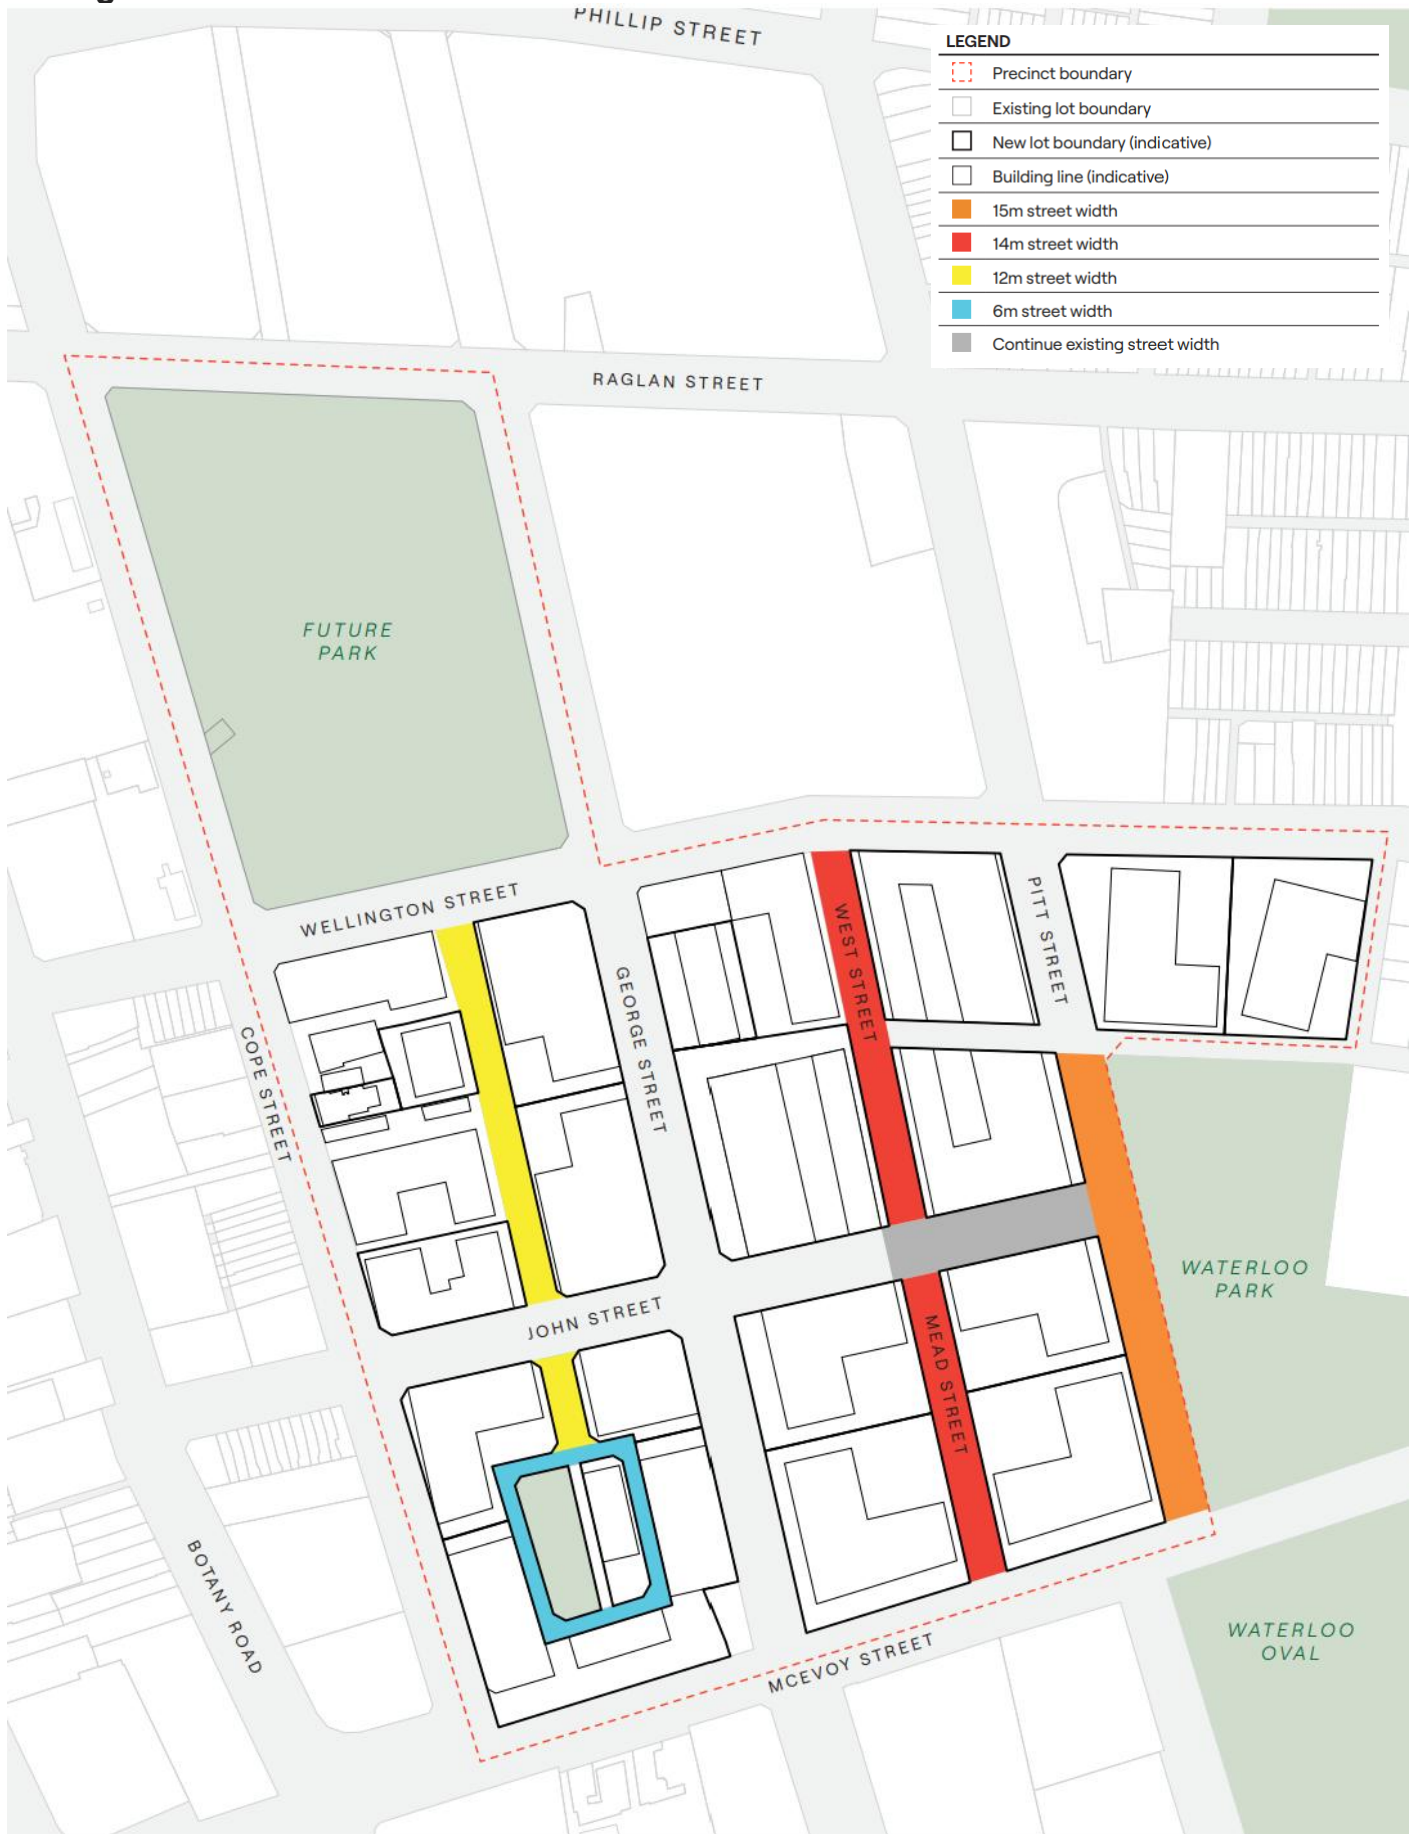 PHILLIP STREET
LEGEND
Precinct boundary
Existing lot boundary
New lot boundary (indicative)
Building line (indicative)
15m street width
14m street width
12m street width
6m street width
Continue existing street width
RAGLAN STREET
FUTURE
PARK
WELLINGTON STREET
PITT STREET
WEST STREET
GEORGE STREET
COPE STREET
WATERLOO
PARK
JOHN STREET
MEAD STREET
BOTANY ROAD
WATERLOO
OVAL
MCEVOY STREET